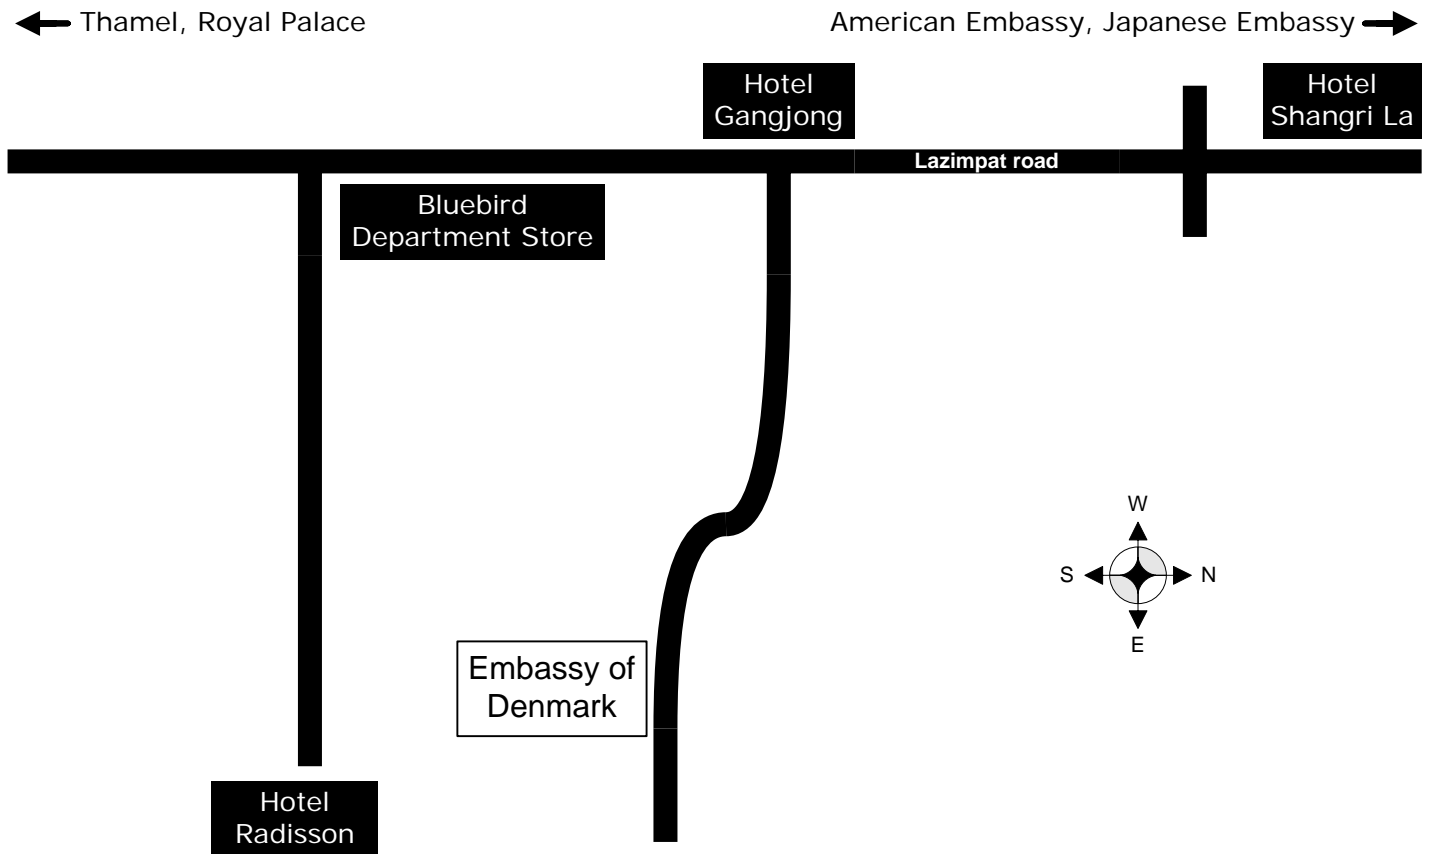 Thamel, Royal Palace
American Embassy, Japanese Embassy
Hotel
Gangjong
Hotel
Shangri La
Lazimpat road
Bluebird
Department Store
W
S
N
E
Embassy of
Denmark
Hotel
Radisson